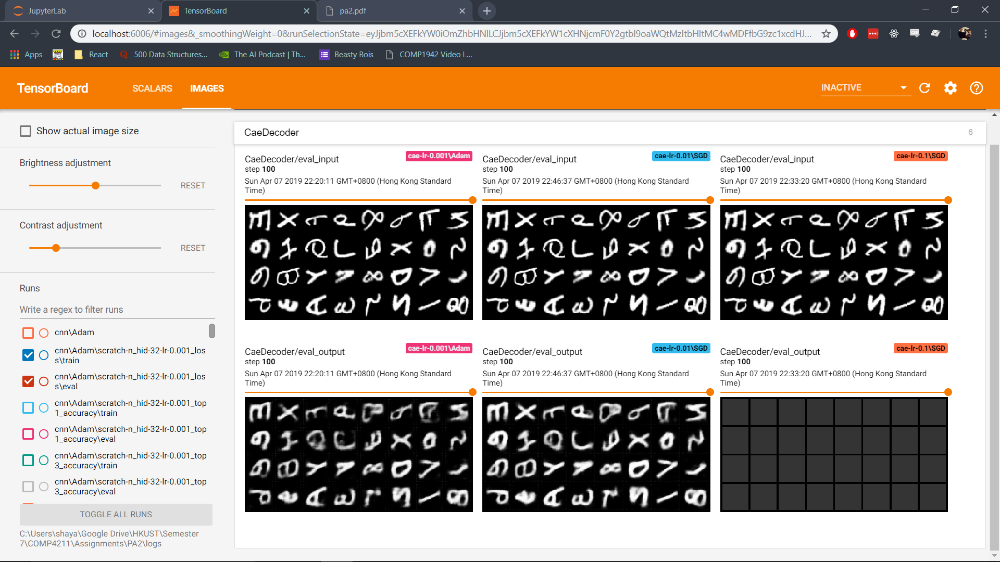 JupyterLab
TensorBoard
pa2.pdf
localhost:6006/#images&_smoothingWeight=0&runSelectionState=eyJjbm5cXEFkYW0iOmZhbHNlLCJjbm5cXEFkYW1cXHNjcmF0Y2gtbl9oaWQtMzItbHItMC4wMDFfbG9zc1xcdHJ...
Apps
React
500 Data Structures...
The AI Podcast | Th...
Beasty Bois
COMP1942 Video L...
TensorBoard
SCALARS
IMAGES
INACTIVE
Show actual image size
Brightness adjustment
RESET
Contrast adjustment
RESET
Runs
Write a regex to filter runs
cnn\Adam
cnn\Adam\scratch-n_hid-32-lr-0.001_los
s\train
cnn\Adam\scratch-n_hid-32-lr-0.001_los
s\eval
cnn\Adam\scratch-n_hid-32-lr-0.001_top
1_accuracy\train
cnn\Adam\scratch-n_hid-32-lr-0.001_top
1_accuracy\eval
cnn\Adam\scratch-n_hid-32-lr-0.001_top
3_accuracy\train
cnn\Adam\scratch-n_hid-32-lr-0.001_top
3_accuracy\eval
TOGGLE ALL RUNS
C:\Users\shaya\Google Drive\HKUST\Semester
7\COMP4211\Assignments\PA2\logs
CaeDecoder
6
CaeDecoder/eval_input
cae-lr-0.001\Adam
step 100
Sun Apr 07 2019 22:20:11 GMT+0800 (Hong Kong Standard
Time)
CaeDecoder/eval_input
cae-lr-0.01\SGD
step 100
Sun Apr 07 2019 22:46:37 GMT+0800 (Hong Kong Standard
Time)
CaeDecoder/eval_input
cae-lr-0.1\SGD
step 100
Sun Apr 07 2019 22:33:20 GMT+0800 (Hong Kong Standard
Time)
CaeDecoder/eval_output
cae-lr-0.001\Adam
step 100
Sun Apr 07 2019 22:20:11 GMT+0800 (Hong Kong Standard
Time)
CaeDecoder/eval_output
cae-lr-0.01\SGD
step 100
Sun Apr 07 2019 22:46:37 GMT+0800 (Hong Kong Standard
Time)
CaeDecoder/eval_output
cae-lr-0.1\SGD
step 100
Sun Apr 07 2019 22:33:20 GMT+0800 (Hong Kong Standard
Time)